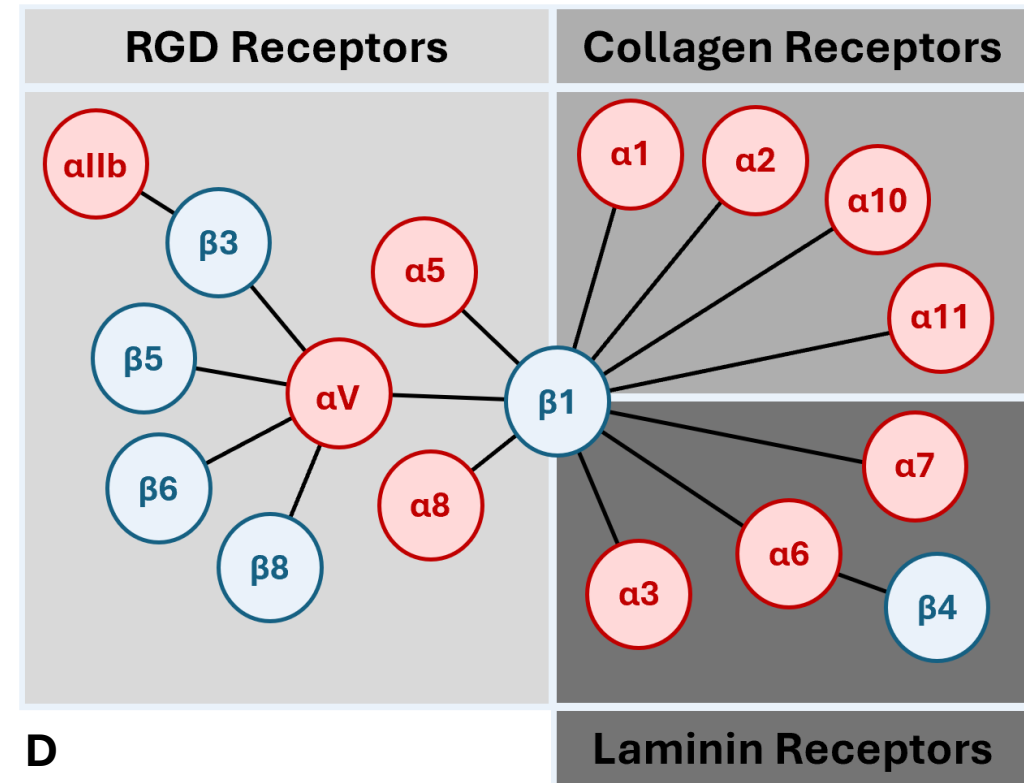 RGD Receptors
Collagen Receptors
αIIb
β3
α5
β5
αV
β6
α8
β8
β1
α1
α2
α10
α11
α7
α6
α3
β4
D
Laminin Receptors